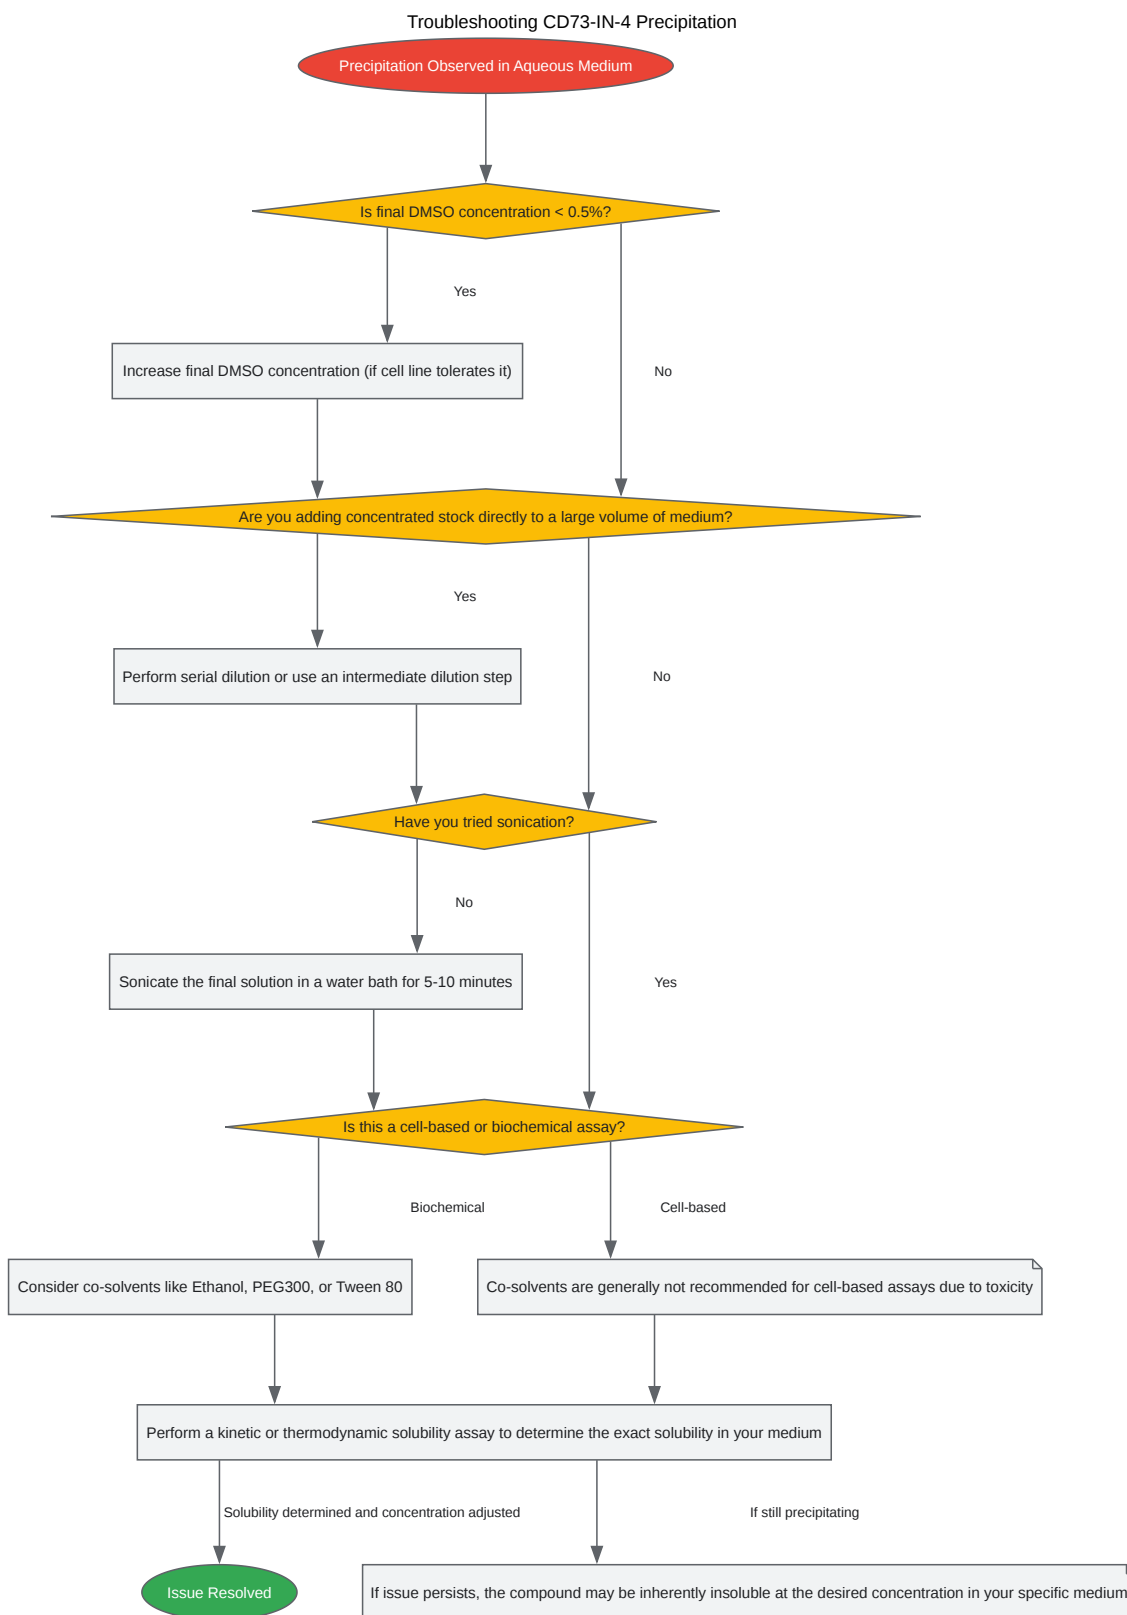 Troubleshooting CD73-IN-4 Precipitation
Precipitation Observed in Aqueous Medium
Is final DMSO concentration < 0.5%?
Yes
Increase final DMSO concentration (if cell line tolerates it)
No
Are you adding concentrated stock directly to a large volume of medium?
Yes
Perform serial dilution or use an intermediate dilution step
No
Have you tried sonication?
No
Sonicate the final solution in a water bath for 5-10 minutes
Yes
Is this a cell-based or biochemical assay?
Biochemical
Cell-based
Consider co-solvents like Ethanol, PEG300, or Tween 80
Co-solvents are generally not recommended for cell-based assays due to toxicity
Perform a kinetic or thermodynamic solubility assay to determine the exact solubility in your medium
Solubility determined and concentration adjusted
If still precipitating
Issue Resolved
If issue persists, the compound may be inherently insoluble at the desired concentration in your specific medium